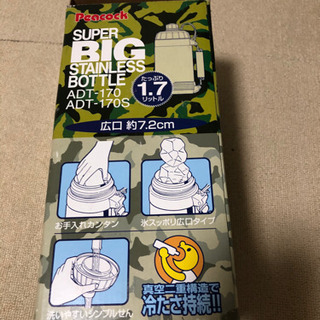 Peacock
SUPER
BIG
STAINLESS
BOTTLE
ADT-170
ADT-170S
たっぷり
1.7
リットル
広口 約7.2cm
お手入れカンタン
氷スッポリ広口タイプ
洗いやすいシンプルせん
真空二重構造で
冷たさ持続!!